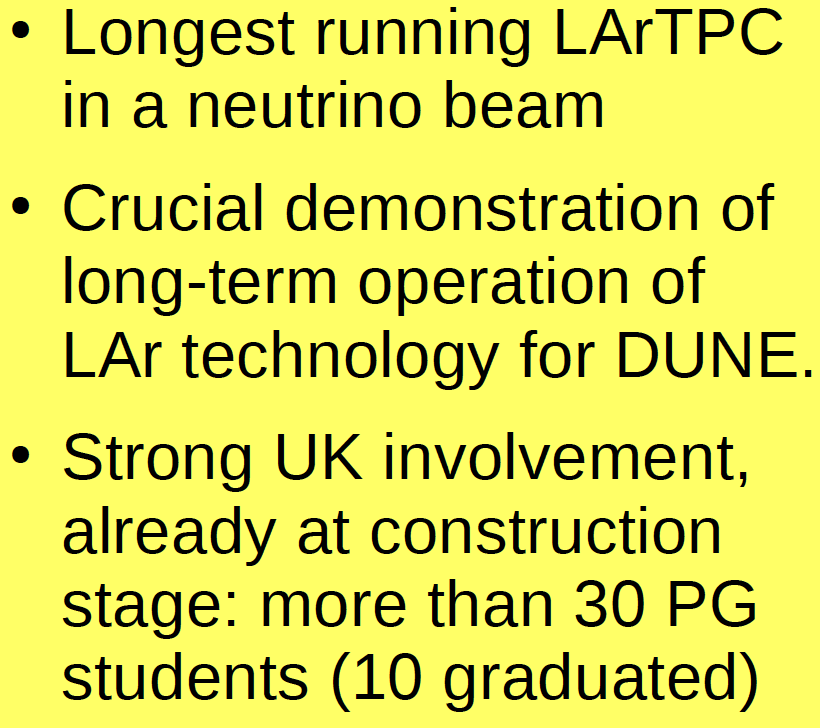 • Longest running LArTPC
in a neutrino beam
• Crucial demonstration of
long-term operation of
LAr technology for DUNE.
• Strong UK involvement,
already at construction
stage: more than 30 PG
students (10 graduated)